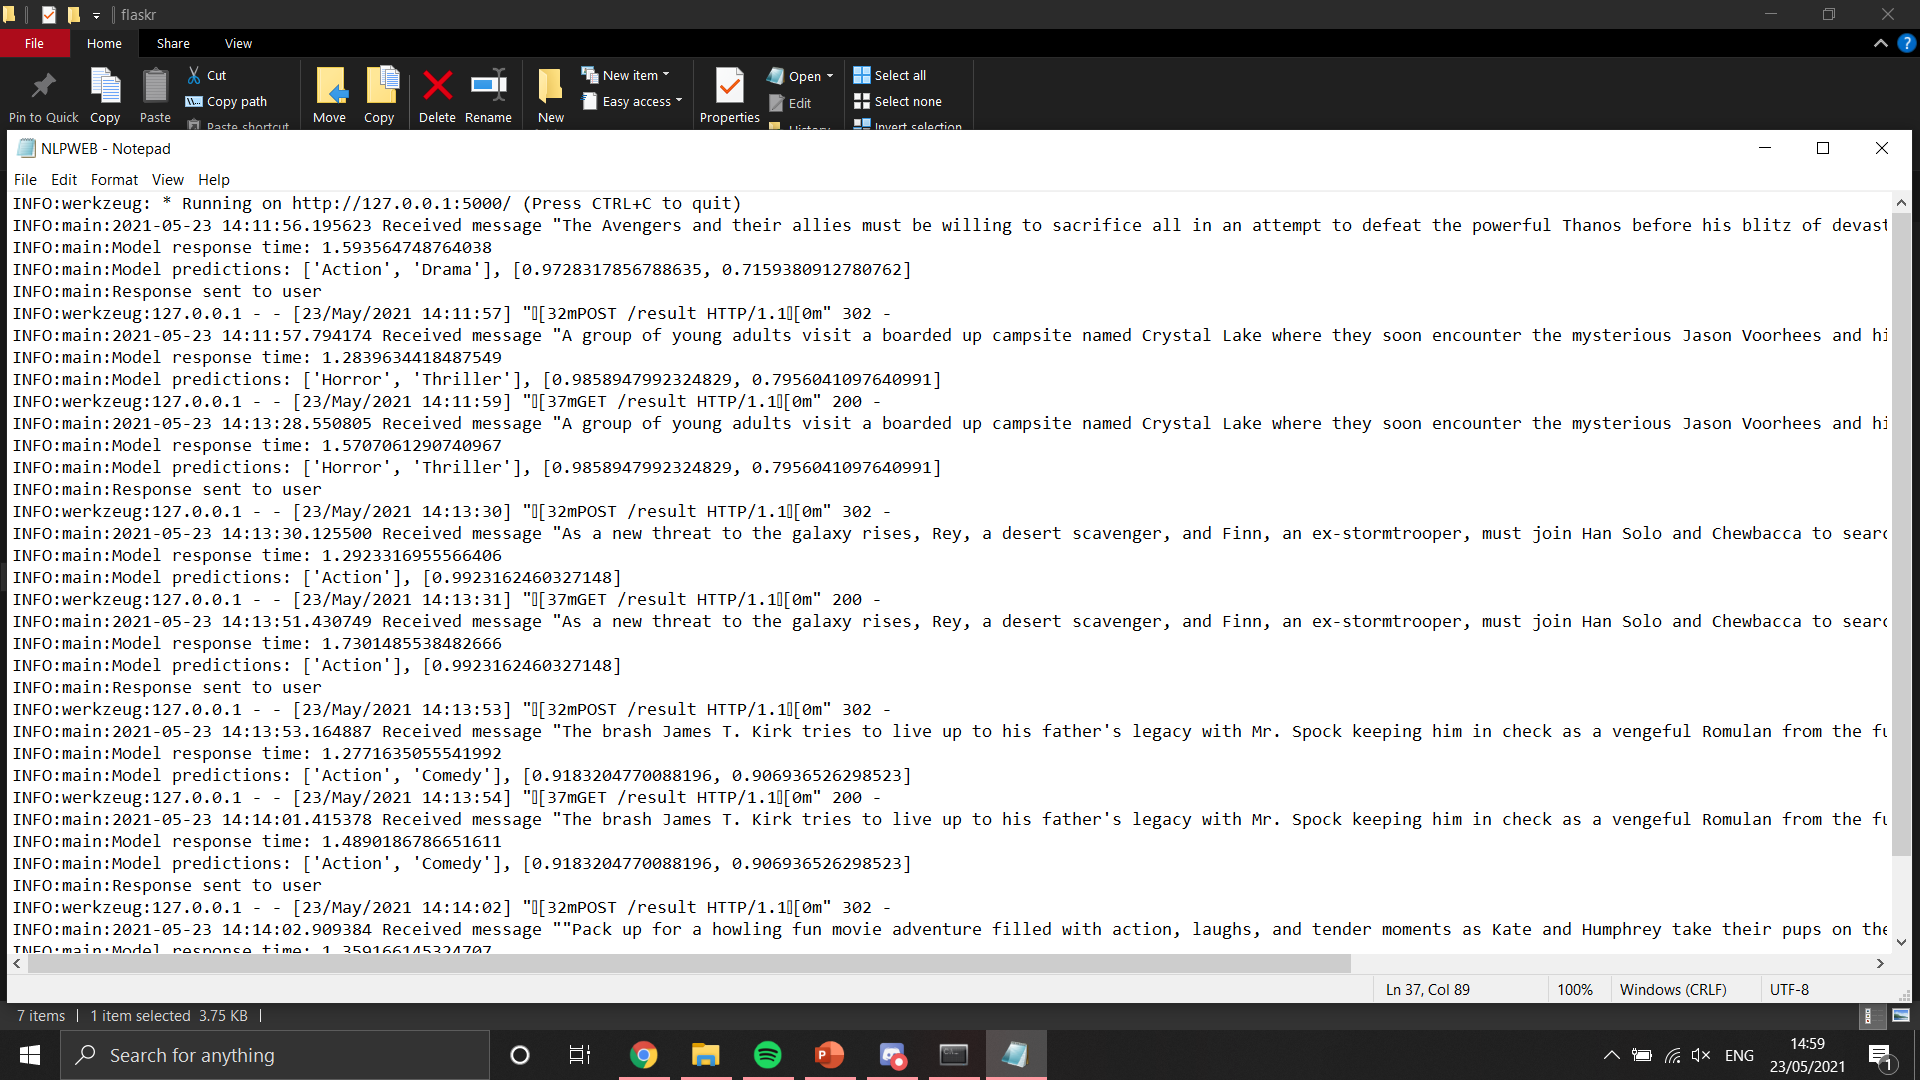 flaskr
File Home Share View
Pin to Quick Copy Paste Cut Copy path Paste shortcut Move Copy Delete Rename New New item Easy access Properties Open Edit History Select all Select none Invert selection
NLPWEB - Notepad
File Edit Format View Help
INFO:werkzeug: * Running on http://127.0.0.1:5000/ (Press CTRL+C to quit)
INFO:main:2021-05-23 14:11:56.195623 Received message "The Avengers and their allies must be willing to sacrifice all in an attempt to defeat the powerful Thanos before his blitz of devast
INFO:main:Model response time: 1.593564748764038
INFO:main:Model predictions: ['Action', 'Drama'], [0.9728317856788635, 0.7159380912780762]
INFO:main:Response sent to user
INFO:werkzeug:127.0.0.1 - - [23/May/2021 14:11:57] "[32mPOST /result HTTP/1.1[0m" 302 -
INFO:main:2021-05-23 14:11:57.794174 Received message "A group of young adults visit a boarded up campsite named Crystal Lake where they soon encounter the mysterious Jason Voorhees and hi
INFO:main:Model response time: 1.2839634418487549
INFO:main:Model predictions: ['Horror', 'Thriller'], [0.9858947992324829, 0.7956041097640991]
INFO:werkzeug:127.0.0.1 - - [23/May/2021 14:11:59] "[37mGET /result HTTP/1.1[0m" 200 -
INFO:main:2021-05-23 14:13:28.550805 Received message "A group of young adults visit a boarded up campsite named Crystal Lake where they soon encounter the mysterious Jason Voorhees and hi
INFO:main:Model response time: 1.5707061290740967
INFO:main:Model predictions: ['Horror', 'Thriller'], [0.9858947992324829, 0.7956041097640991]
INFO:main:Response sent to user
INFO:werkzeug:127.0.0.1 - - [23/May/2021 14:13:30] "[32mPOST /result HTTP/1.1[0m" 302 -
INFO:main:2021-05-23 14:13:30.125500 Received message "As a new threat to the galaxy rises, Rey, a desert scavenger, and Finn, an ex-stormtrooper, must join Han Solo and Chewbacca to searc
INFO:main:Model response time: 1.2923316955566406
INFO:main:Model predictions: ['Action'], [0.9923162460327148]
INFO:werkzeug:127.0.0.1 - - [23/May/2021 14:13:31] "[37mGET /result HTTP/1.1[0m" 200 -
INFO:main:2021-05-23 14:13:51.430749 Received message "As a new threat to the galaxy rises, Rey, a desert scavenger, and Finn, an ex-stormtrooper, must join Han Solo and Chewbacca to searc
INFO:main:Model response time: 1.7301485538482666
INFO:main:Model predictions: ['Action'], [0.9923162460327148]
INFO:main:Response sent to user
INFO:werkzeug:127.0.0.1 - - [23/May/2021 14:13:53] "[32mPOST /result HTTP/1.1[0m" 302 -
INFO:main:2021-05-23 14:13:53.164887 Received message "The brash James T. Kirk tries to live up to his father's legacy with Mr. Spock keeping him in check as a vengeful Romulan from the fu
INFO:main:Model response time: 1.2771635055541992
INFO:main:Model predictions: ['Action', 'Comedy'], [0.9183204770088196, 0.906936526298523]
INFO:werkzeug:127.0.0.1 - - [23/May/2021 14:13:54] "[37mGET /result HTTP/1.1[0m" 200 -
INFO:main:2021-05-23 14:14:01.415378 Received message "The brash James T. Kirk tries to live up to his father's legacy with Mr. Spock keeping him in check as a vengeful Romulan from the fu
INFO:main:Model response time: 1.4890186786651611
INFO:main:Model predictions: ['Action', 'Comedy'], [0.9183204770088196, 0.906936526298523]
INFO:main:Response sent to user
INFO:werkzeug:127.0.0.1 - - [23/May/2021 14:14:02] "[32mPOST /result HTTP/1.1[0m" 302 -
INFO:main:2021-05-23 14:14:02.909384 Received message ""Pack up for a howling fun movie adventure filled with action, laughs, and tender moments as Kate and Humphrey take their pups on the
INFO:main:Model response time: 1.359166145324707
Ln 37, Col 89 100% Windows (CRLF) UTF-8
7 items 1 item selected 3.75 KB
Search for anything
ENG
14:59
23/05/2021
1